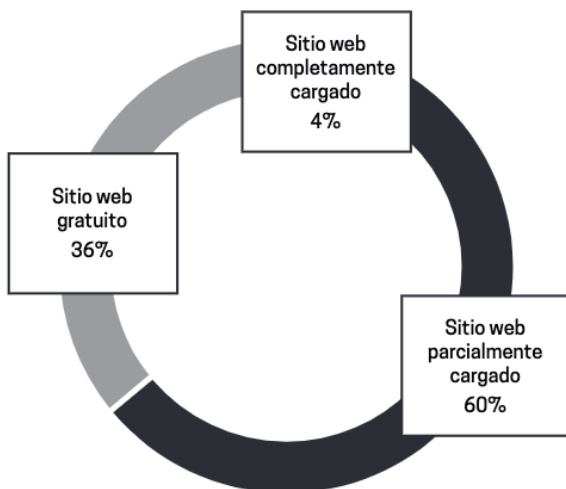 Sitio web
completamente
cargado
4%
Sitio web
gratuito
36%
Sitio web
parcialmente
cargado
60%